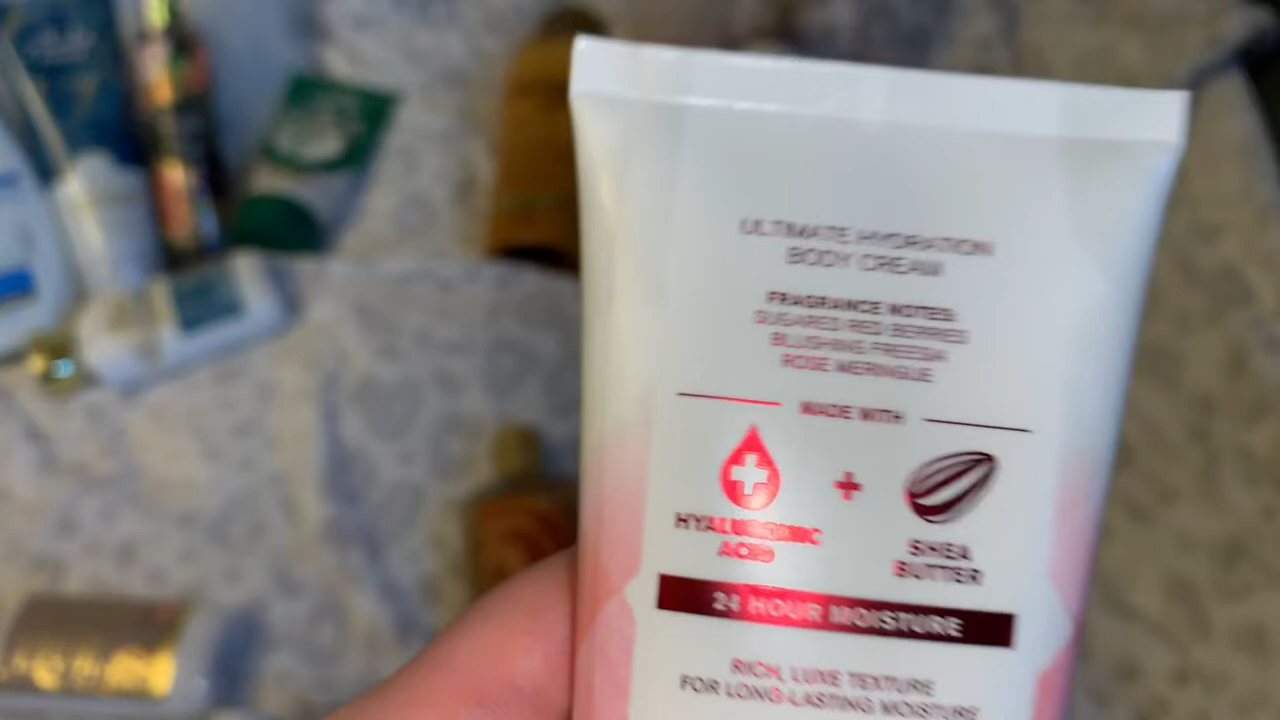 ULTIMATE HYDRATION
BODY CREAM
FRAGRANCE NOTES:
SUGARED RED BERRIES
BLUSHING FREESIA
ROSE MERINGUE
MADE WITH
HYALURONIC
ACID
+
SHEA
BUTTER
24 HOUR MOISTURE
RICH, LUXE TEXTURE
FOR LONG-LASTING MOISTURE